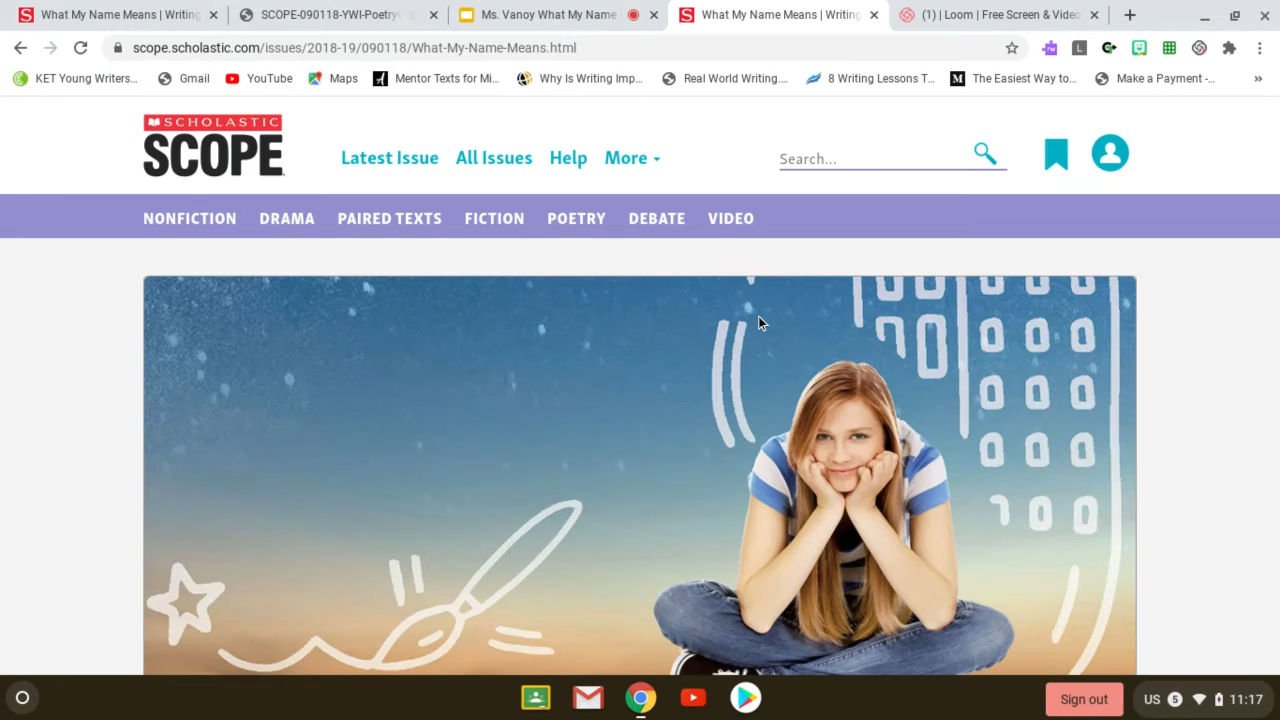 What My Name Means | Writing
SCOPE-090118-YWI-Poetry
Ms. Vanoy What My Name
What My Name Means | Writing
(1) | Loom | Free Screen & Video
scope.scholastic.com/issues/2018-19/090118/What-My-Name-Means.html
KET Young Writers...
Gmail
YouTube
Maps
Mentor Texts for Mi...
Why Is Writing Imp...
Real World Writing....
8 Writing Lessons T...
The Easiest Way to...
Make a Payment -...
SCHOLASTIC
SCOPE
Latest Issue
All Issues
Help
More
Search...
NONFICTION
DRAMA
PAIRED TEXTS
FICTION
POETRY
DEBATE
VIDEO
Sign out
US
5
11:17